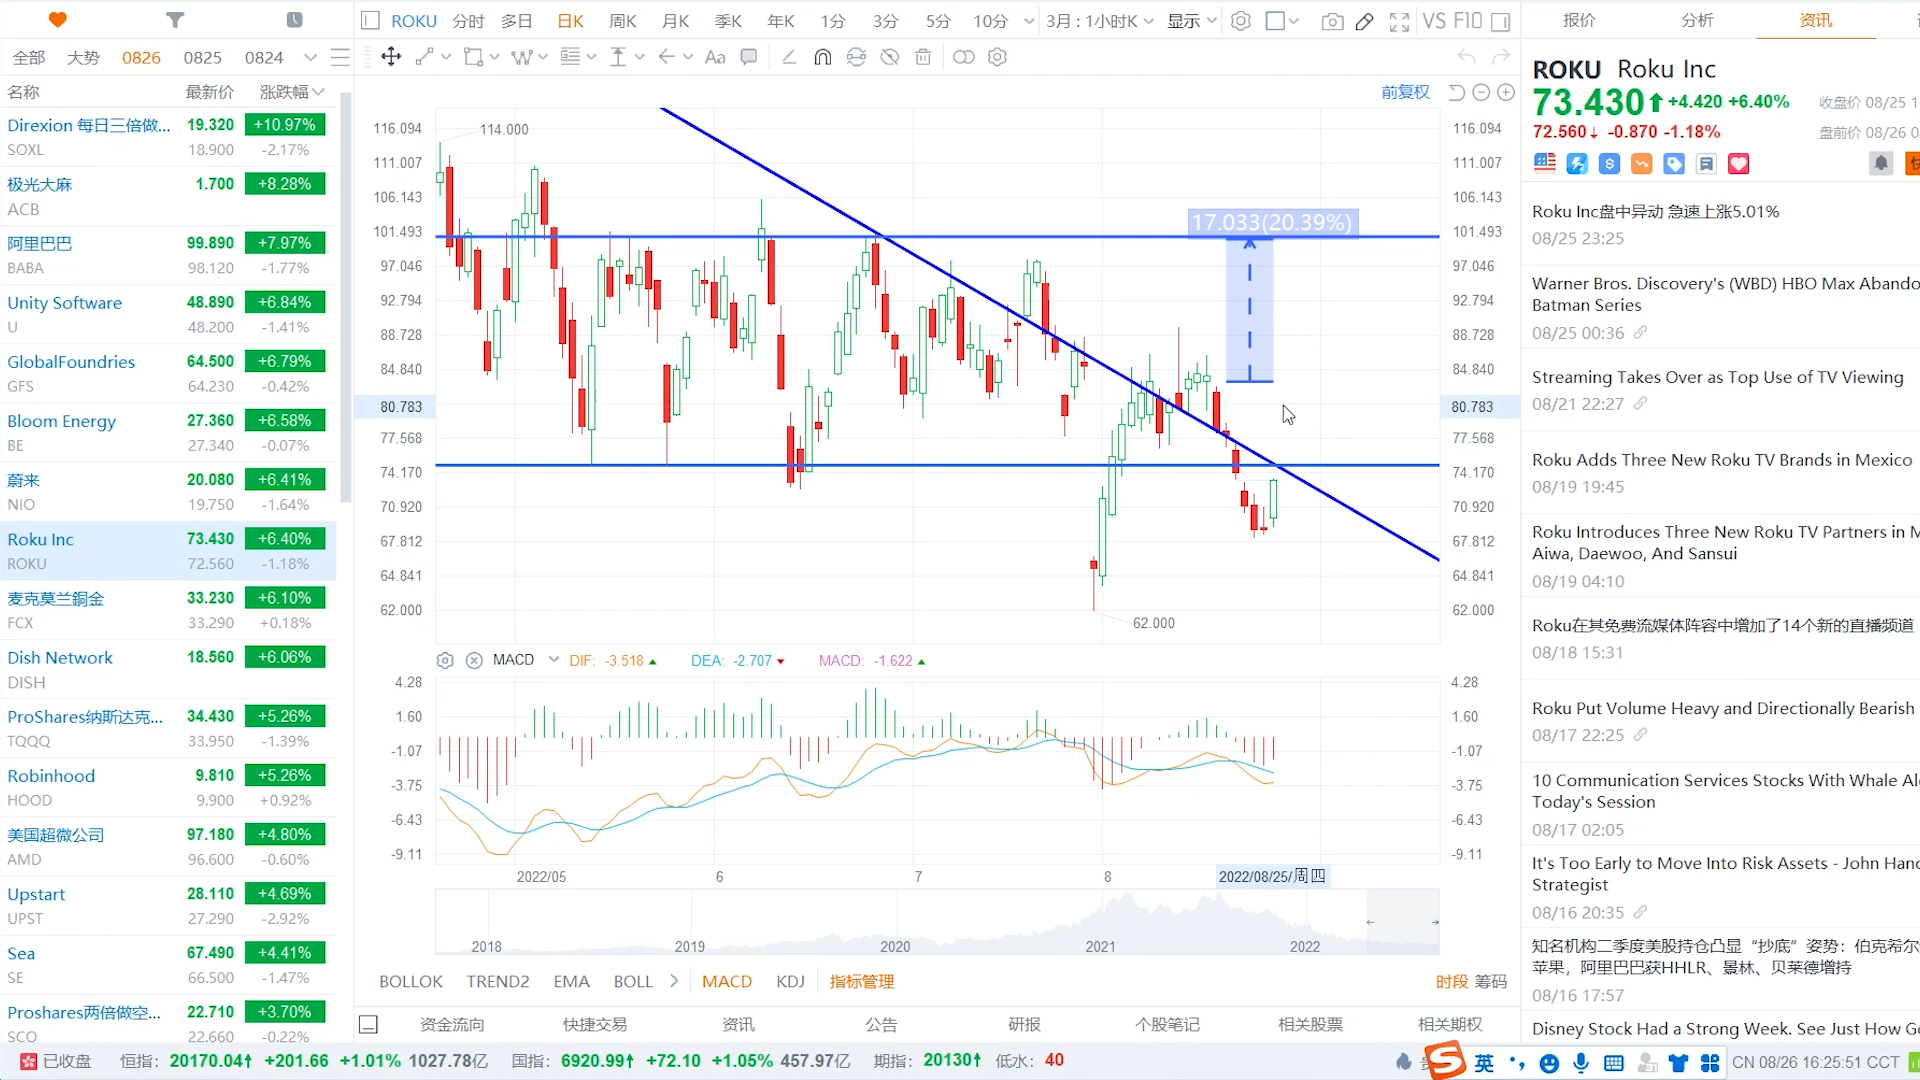 ROKU 分时 多日 日K 周K 月K 季K 年K 1分 3分 5分 10分 3月：1小时K 显示 VS F10
报价 分析 资讯
全部 大势 0826 0825 0824
Aa
名称 最新价 涨跌幅
Direxion 每日三倍做... 19.320 +10.97%
SOXL 18.900 -2.17%
极光大麻 1.700 +8.28%
ACB
阿里巴巴 99.890 +7.97%
BABA 98.120 -1.77%
Unity Software 48.890 +6.84%
U 48.200 -1.41%
GlobalFoundries 64.500 +6.79%
GFS 64.230 -0.42%
Bloom Energy 27.360 +6.58%
BE 27.340 -0.07%
蔚来 20.080 +6.41%
NIO 19.750 -1.64%
Roku Inc 73.430 +6.40%
ROKU 72.560 -1.18%
麦克莫兰銅金 33.230 +6.10%
FCX 33.290 +0.18%
Dish Network 18.560 +6.06%
DISH
ProShares纳斯达克... 34.430 +5.26%
TQQQ 33.950 -1.39%
Robinhood 9.810 +5.26%
HOOD 9.900 +0.92%
美国超微公司 97.180 +4.80%
AMD 96.600 -0.60%
Upstart 28.110 +4.69%
UPST 27.290 -2.92%
Sea 67.490 +4.41%
SE 66.500 -1.47%
Proshares两倍做空... 22.710 +3.70%
SCO 22.660 -0.22%
前复权
116.094 114.000 116.094
111.007 111.007
106.143 106.143
17.033(20.39%)
101.493 101.493
97.046 97.046
92.794 92.794
88.728 88.728
84.840 84.840
80.783 80.783
77.568 77.568
74.170 74.170
70.920 70.920
67.812 67.812
64.841 64.841
62.000 62.000
62.000
MACD DIF: -3.518 DEA: -2.707 MACD: -1.622
4.28 4.28
1.60 1.60
-1.07 -1.07
-3.75 -3.75
-6.43 -6.43
-9.11 -9.11
2022/05 6 7 8 2022/08/25/周四
2018 2019 2020 2021 2022
BOLLOK TREND2 EMA BOLL MACD KDJ 指标管理 时段 筹码
资金流向 快捷交易 资讯 公告 研报 个股笔记 相关股票 相关期权
ROKU Roku Inc
73.430 +4.420 +6.40% 收盘价 08/25 1
72.560↓ -0.870 -1.18% 盘前价 08/26 0
Roku Inc盘中异动 急速上涨5.01%
08/25 23:25
Warner Bros. Discovery's (WBD) HBO Max Abando
Batman Series
08/25 00:36
Streaming Takes Over as Top Use of TV Viewing
08/21 22:27
Roku Adds Three New Roku TV Brands in Mexico
08/19 19:45
Roku Introduces Three New Roku TV Partners in M
Aiwa, Daewoo, And Sansui
08/19 04:10
Roku在其免费流媒体阵容中增加了14个新的直播频道
08/18 15:31
Roku Put Volume Heavy and Directionally Bearish
08/17 22:25
10 Communication Services Stocks With Whale Al
Today's Session
08/17 02:05
It's Too Early to Move Into Risk Assets - John Hanc
Strategist
08/16 20:35
知名机构二季度美股持仓凸显“抄底”姿势：伯克希尔
苹果，阿里巴巴获HHLR、景林、贝莱德增持
08/16 17:57
Disney Stock Had a Strong Week. See Just How G
已收盘 恒指: 20170.04↑ +201.66 +1.01% 1027.78亿 国指: 6920.99↑ +72.10 +1.05% 457.97亿 期指: 20130↑ 低水: 40
英 CN 08/26 16:25:51 CCT